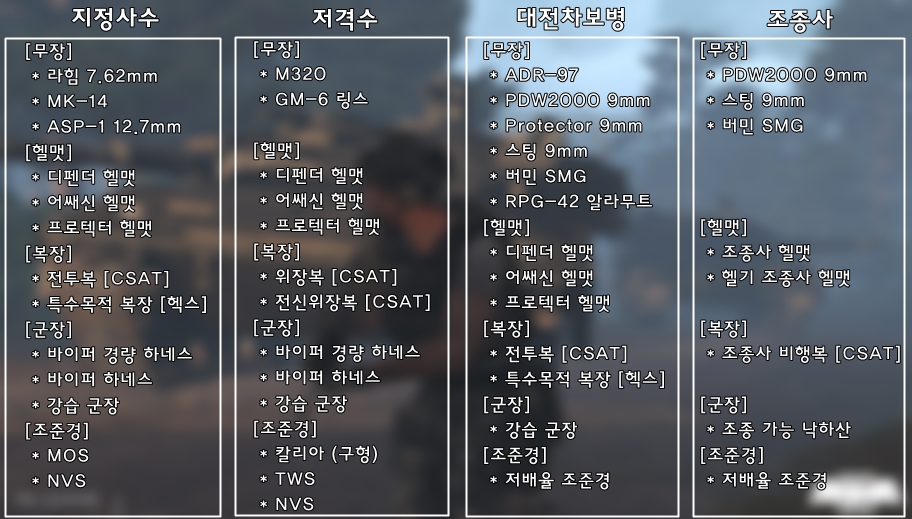 지정사수
[무장]
* 라힘 7.62mm
* MK-14
* ASP-1 12.7mm
[헬맷]
* 디펜더 헬맷
* 어쌔신 헬맷
* 프로텍터 헬맷
[복장]
* 전투복 [CSAT]
* 특수목적 복장 [헥스]
[군장]
* 바이퍼 경량 하네스
* 바이퍼 하네스
* 강습 군장
[조준경]
* MOS
* NVS
저격수
[무장]
* M320
* GM-6 링스
[헬맷]
* 디펜더 헬맷
* 어쌔신 헬맷
* 프로텍터 헬맷
[복장]
* 위장복 [CSAT]
* 전신위장복 [CSAT]
[군장]
* 바이퍼 경량 하네스
* 바이퍼 하네스
* 강습 군장
[조준경]
* 칼리아 (구형)
* TWS
* NVS
대전차보병
[무장]
* ADR-97
* PDW2000 9mm
* Protector 9mm
* 스팅 9mm
* 버민 SMG
* RPG-42 알라무트
[헬맷]
* 디펜더 헬맷
* 어쌔신 헬맷
* 프로텍터 헬맷
[복장]
* 전투복 [CSAT]
* 특수목적 복장 [헥스]
[군장]
* 강습 군장
[조준경]
* 저배율 조준경
조종사
[무장]
* PDW2000 9mm
* 스팅 9mm
* 버민 SMG
[헬맷]
* 조종사 헬맷
* 헬기 조종사 헬맷
[복장]
* 조종사 비행복 [CSAT]
[군장]
* 조종 가능 낙하산
[조준경]
* 저배율 조준경